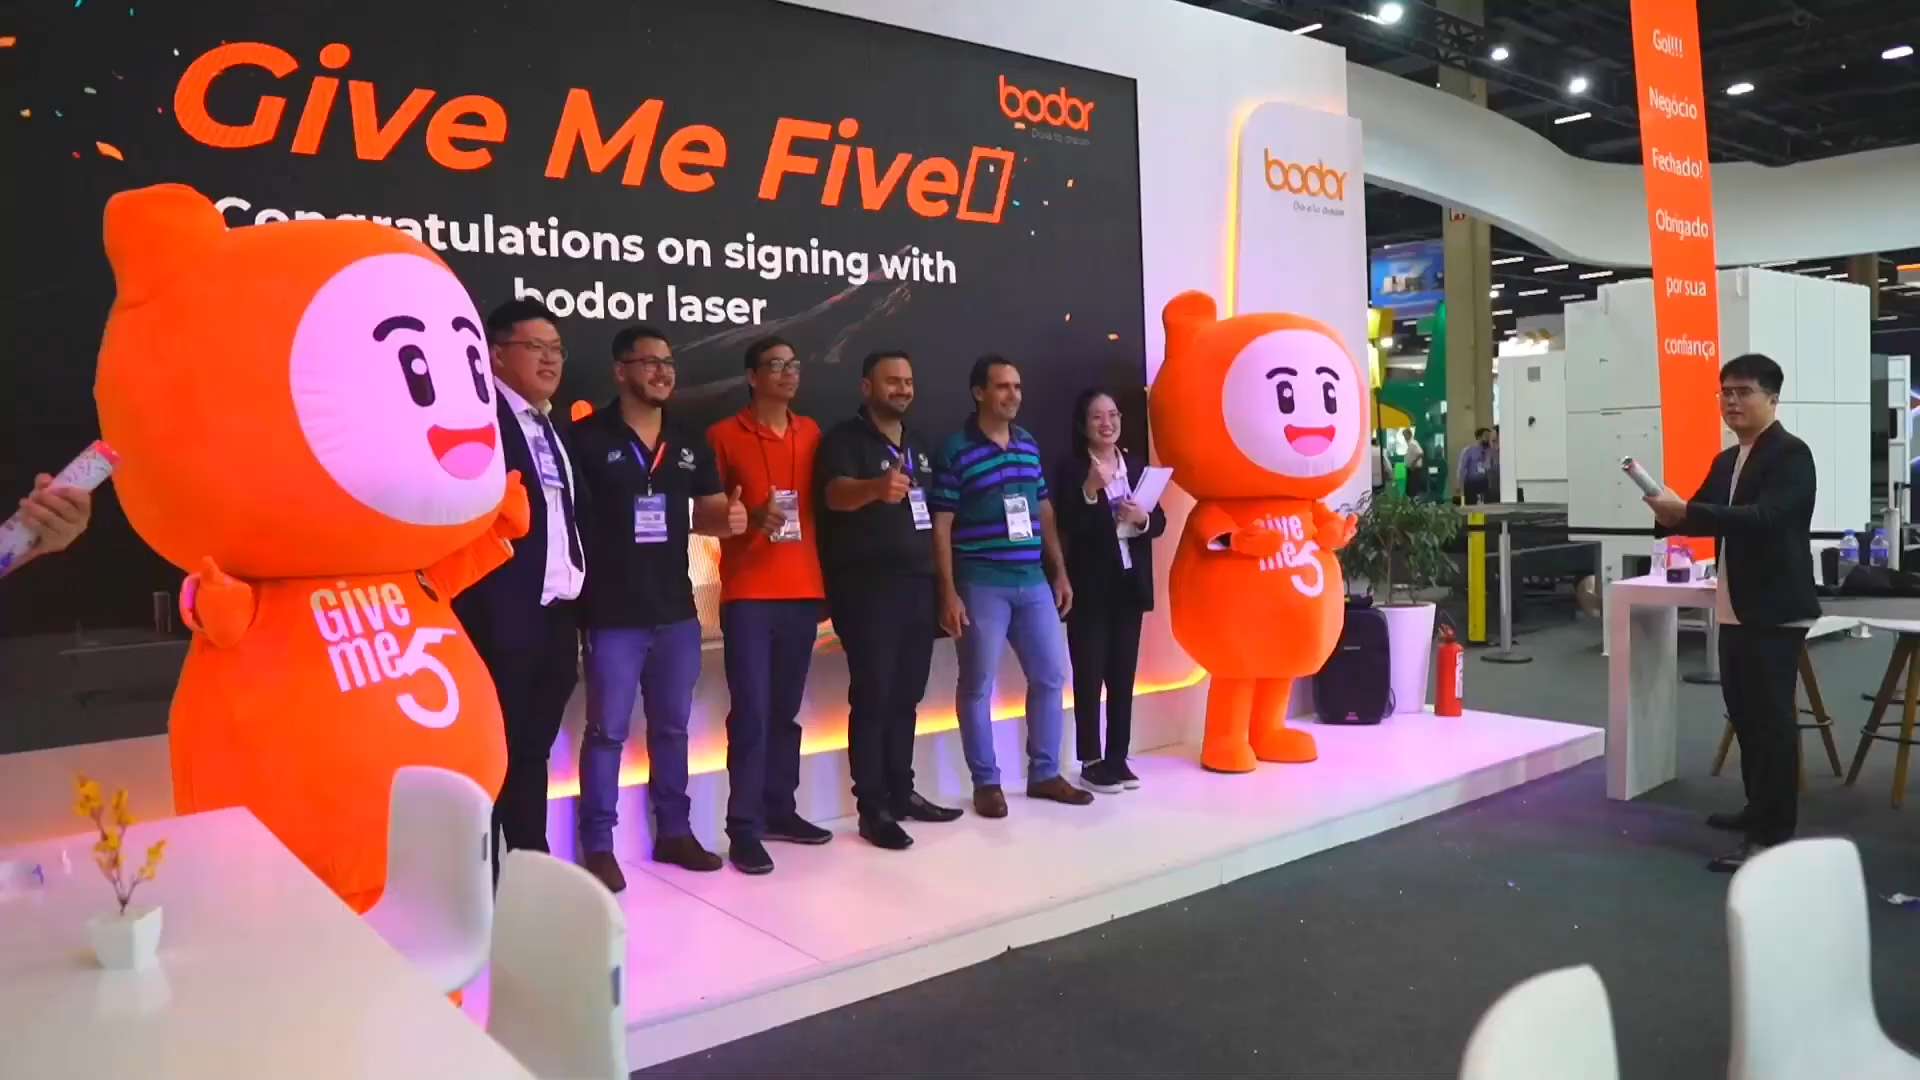 Give Me Five
bodor
Congratulations on signing with
bodor laser
bodor
Gol!!!
Negócio
Fechado!
Obrigado
por sua
confiança
Give
me 5
Give
me 5